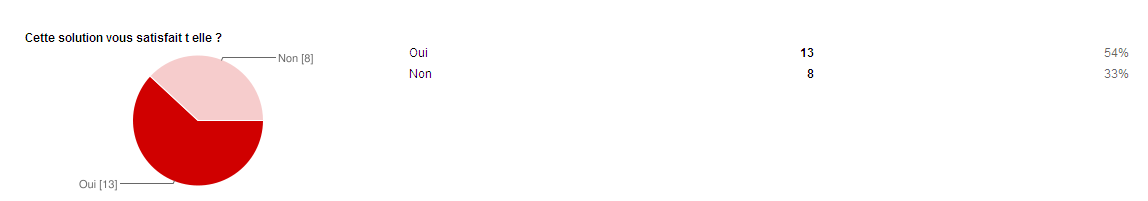 Cette solution vous satisfait t elle ?
Non [8]
Oui [13]
Oui 13 54%
Non 8 33%